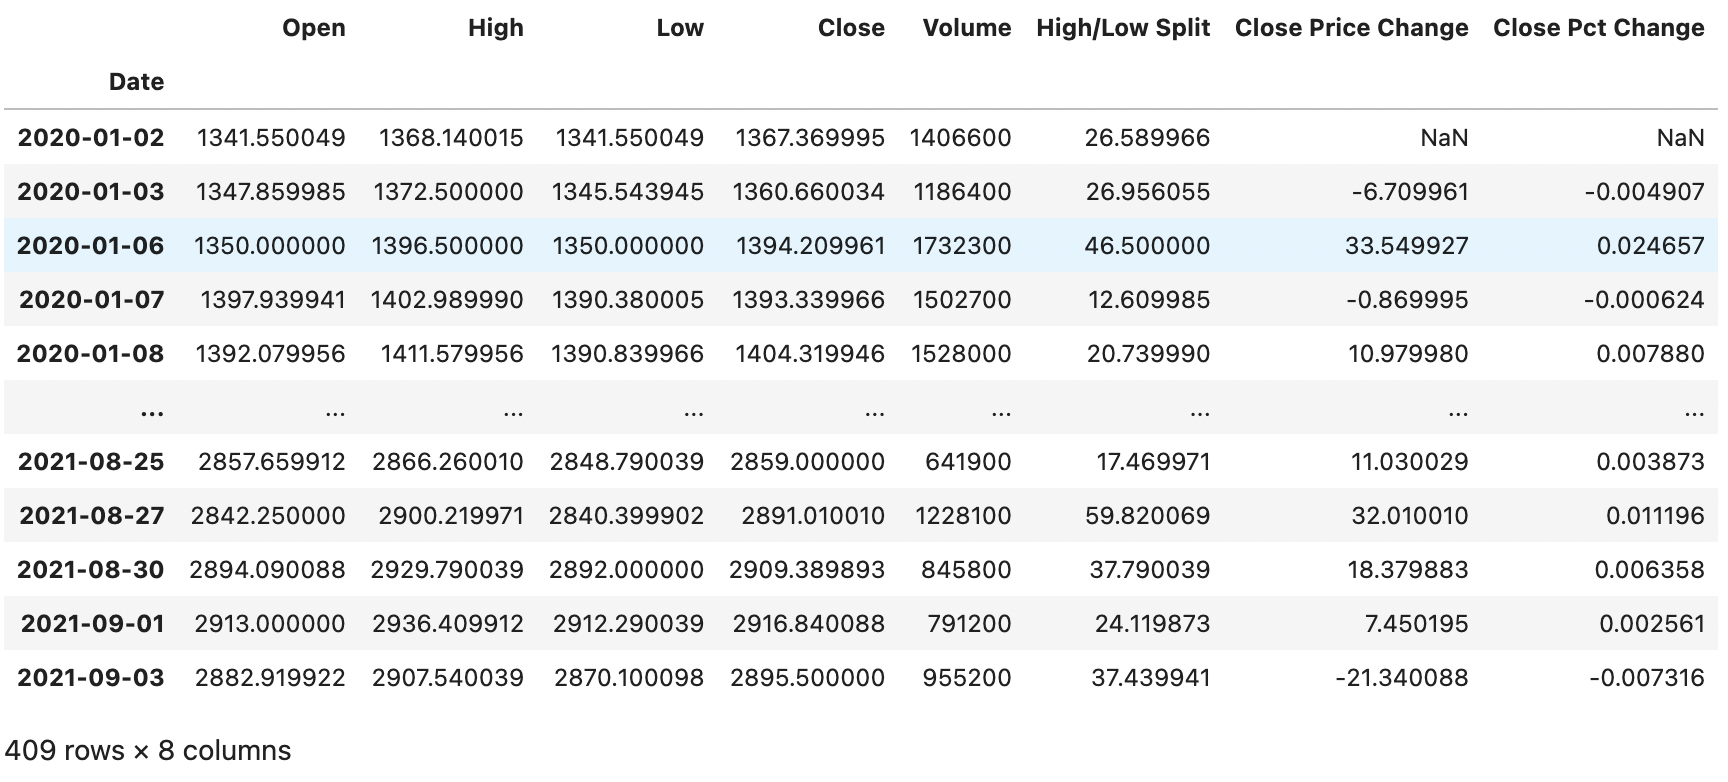 Open High Low Close Volume High/Low Split Close Price Change Close Pct Change
Date
2020-01-02 1341.550049 1368.140015 1341.550049 1367.369995 1406600 26.589966 NaN NaN
2020-01-03 1347.859985 1372.500000 1345.543945 1360.660034 1186400 26.956055 -6.709961 -0.004907
2020-01-06 1350.000000 1396.500000 1350.000000 1394.209961 1732300 46.500000 33.549927 0.024657
2020-01-07 1397.939941 1402.989990 1390.380005 1393.339966 1502700 12.609985 -0.869995 -0.000624
2020-01-08 1392.079956 1411.579956 1390.839966 1404.319946 1528000 20.739990 10.979980 0.007880
... ... ... ... ... ... ... ... ...
2021-08-25 2857.659912 2866.260010 2848.790039 2859.000000 641900 17.469971 11.030029 0.003873
2021-08-27 2842.250000 2900.219971 2840.399902 2891.010010 1228100 59.820069 32.010010 0.011196
2021-08-30 2894.090088 2929.790039 2892.000000 2909.389893 845800 37.790039 18.379883 0.006358
2021-09-01 2913.000000 2936.409912 2912.290039 2916.840088 791200 24.119873 7.450195 0.002561
2021-09-03 2882.919922 2907.540039 2870.100098 2895.500000 955200 37.439941 -21.340088 -0.007316
409 rows × 8 columns